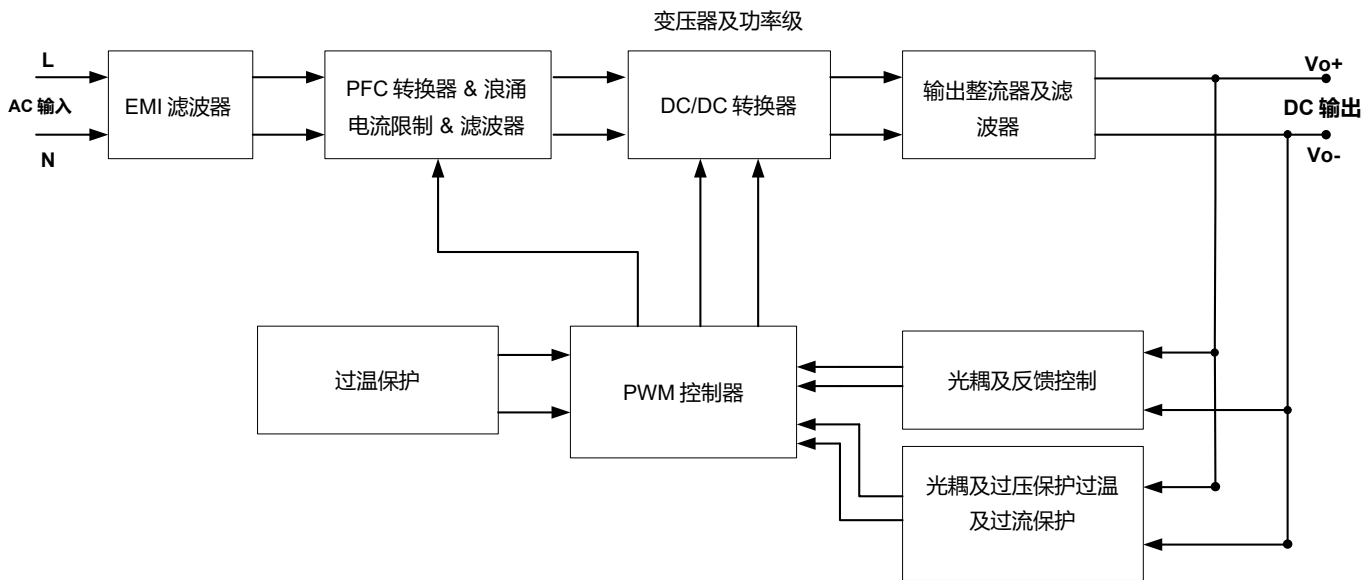 变压器及功率级
L
AC 输入
N
EMI 滤波器
PFC 转换器 & 浪涌
电流限制 & 滤波器
DC/DC 转换器
输出整流器及滤
波器
Vo+
DC 输出
Vo-
过温保护
PWM 控制器
光耦及反馈控制
光耦及过压保护过温
及过流保护